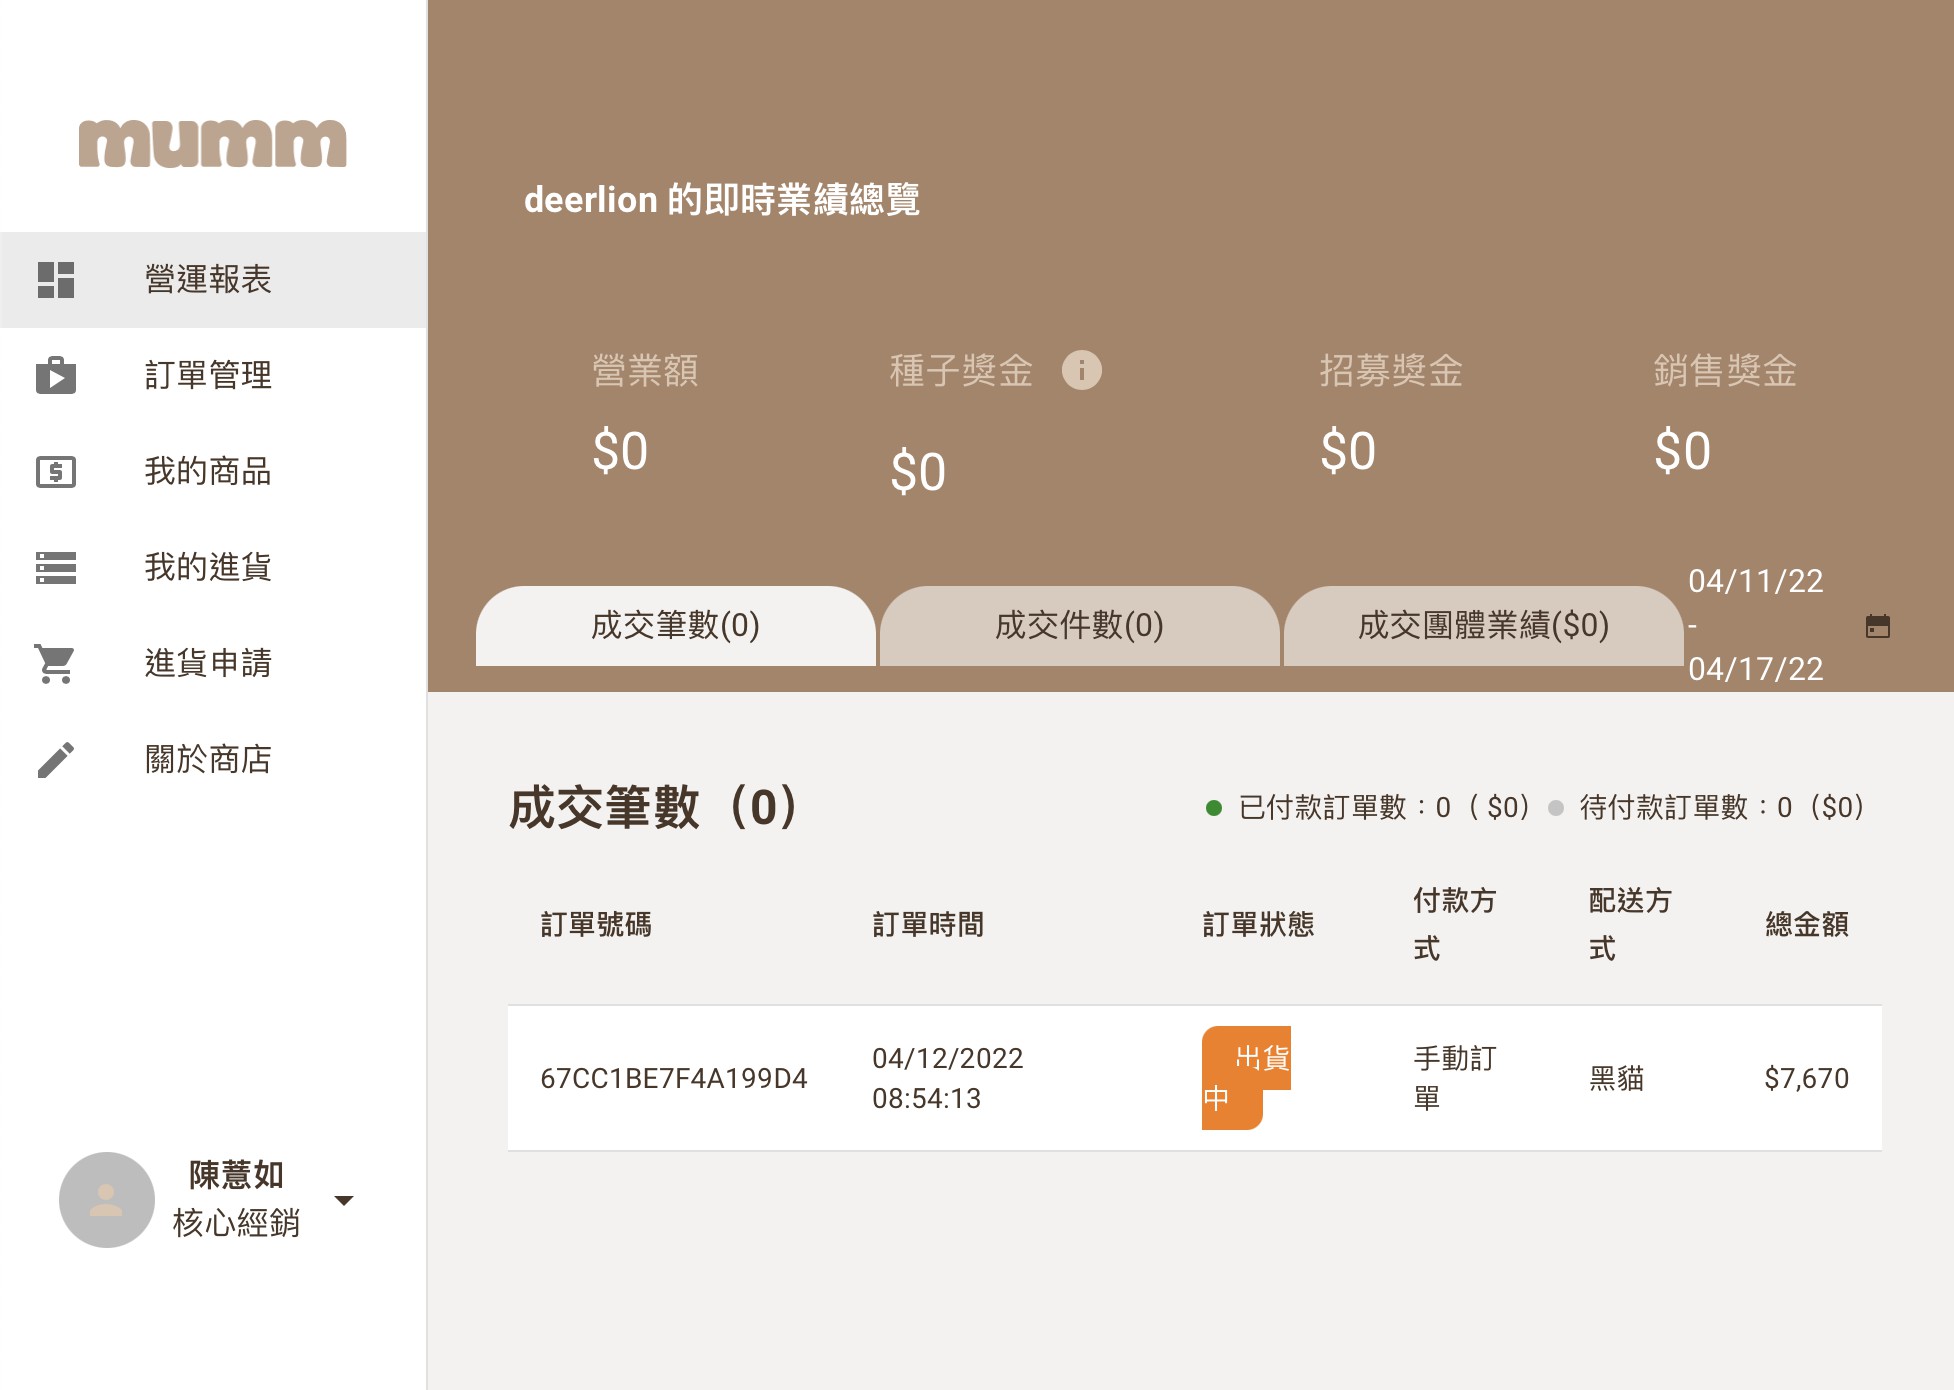 mumm
營運報表
訂單管理
我的商品
我的進貨
進貨申請
關於商店
陳薏如
核心經銷
deerlion 的即時業績總覽
營業額
$0
種子獎金
$0
招募獎金
$0
銷售獎金
$0
成交筆數(0)
成交件數(0)
成交團體業績($0)
04/11/22
-
04/17/22
成交筆數（0）
已付款訂單數：0（ $0）
待付款訂單數：0（$0）
訂單號碼
訂單時間
訂單狀態
付款方
式
配送方
式
總金額
67CC1BE7F4A199D4
04/12/2022
08:54:13
出貨
中
手動訂
單
黑貓
$7,670